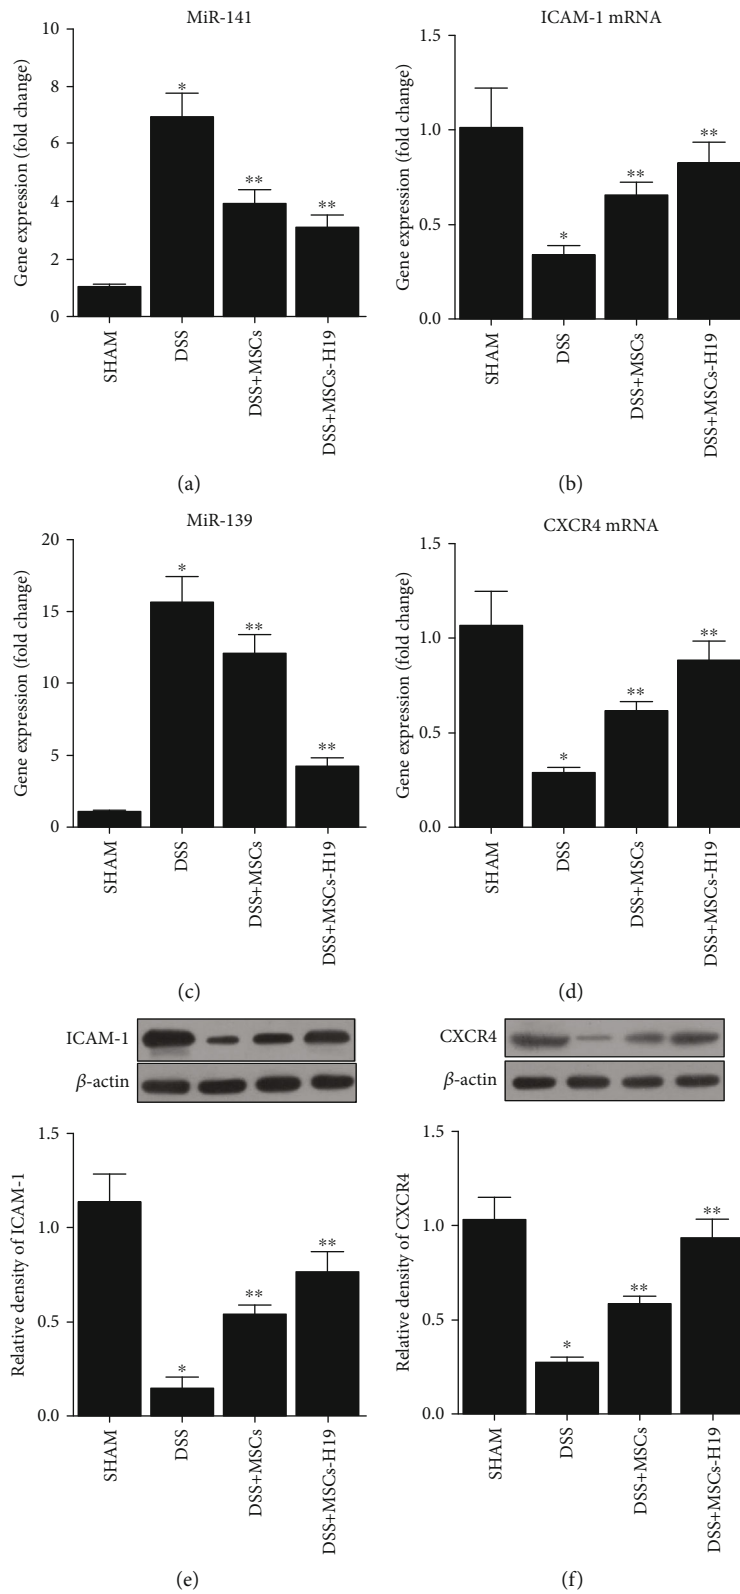 MiR-141
Gene expression (fold change)
10
8
6
4
2
0
*
**
**
SHAM
DSS
DSS+MSCs
DSS+MSCs-H19
(a)
ICAM-1 mRNA
Gene expression (fold change)
1.5
1.0
0.5
0.0
*
**
**
SHAM
DSS
DSS+MSCs
DSS+MSCs-H19
(b)
MiR-139
Gene expression (fold change)
20
15
10
5
0
*
**
**
SHAM
DSS
DSS+MSCs
DSS+MSCs-H19
(c)
CXCR4 mRNA
Gene expression (fold change)
1.5
1.0
0.5
0.0
*
**
**
SHAM
DSS
DSS+MSCs
DSS+MSCs-H19
(d)
ICAM-1
β-actin
Relative density of ICAM-1
1.5
1.0
0.5
0.0
*
**
**
SHAM
DSS
DSS+MSCs
DSS+MSCs-H19
(e)
CXCR4
β-actin
Relative density of CXCR4
1.5
1.0
0.5
0.0
*
**
**
SHAM
DSS
DSS+MSCs
DSS+MSCs-H19
(f)